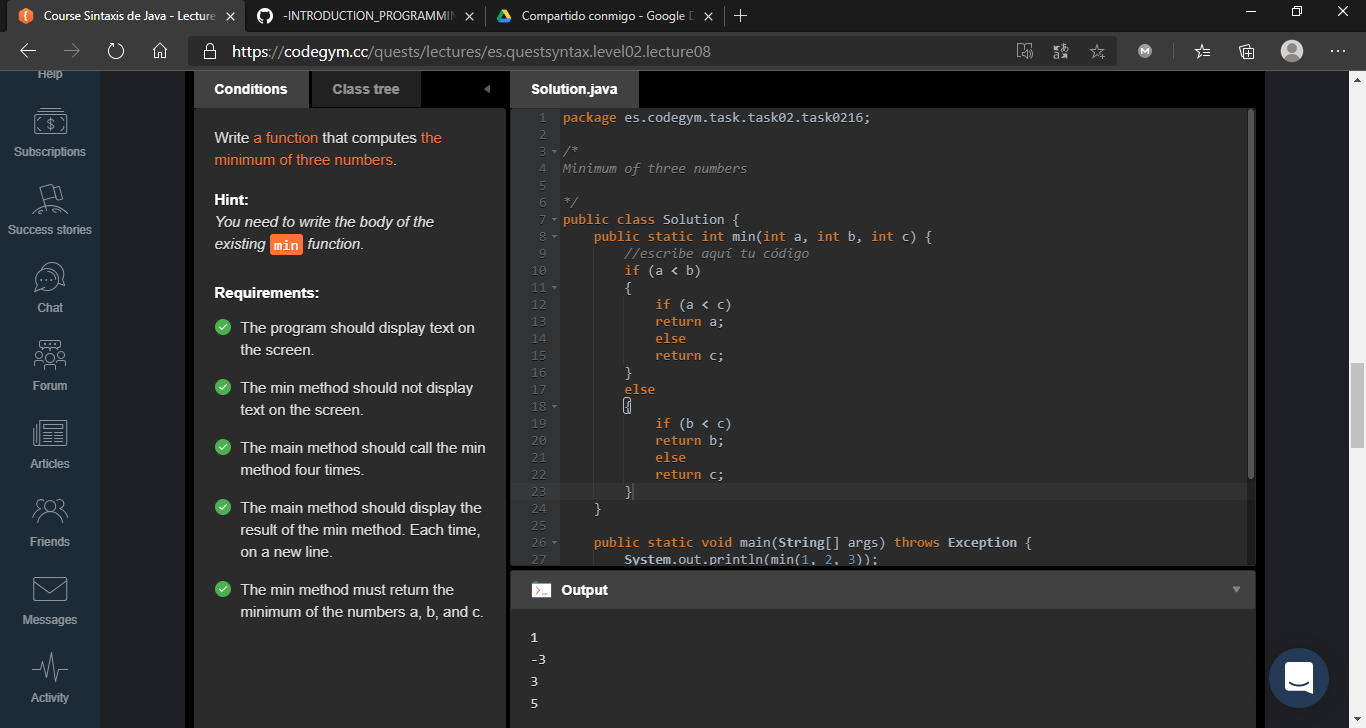 Course Sintaxis de Java - Lecture
-INTRODUCTION_PROGRAMMIN
Compartido conmigo - Google D
https://codegym.cc/quests/lectures/es.questsyntax.level02.lecture08
M
Help
Subscriptions
Success stories
Chat
Forum
Articles
Friends
Messages
Activity
Conditions
Class tree
Write a function that computes the
minimum of three numbers.
Hint:
You need to write the body of the
existing min function.
Requirements:
The program should display text on
the screen.
The min method should not display
text on the screen.
The main method should call the min
method four times.
The main method should display the
result of the min method. Each time,
on a new line.
The min method must return the
minimum of the numbers a, b, and c.
Solution.java
1 package es.codegym.task.task02.task0216;
2
3 /*
4 Minimum of three numbers
5
6 */
7 public class Solution {
8 public static int min(int a, int b, int c) {
9 //escribe aquí tu código
10 if (a < b)
11 {
12 if (a < c)
13 return a;
14 else
15 return c;
16 }
17 else
18 {
19 if (b < c)
20 return b;
21 else
22 return c;
23 }
24 }
25
26 public static void main(String[] args) throws Exception {
27 System.out.println(min(1, 2, 3));
Output
1
-3
3
5